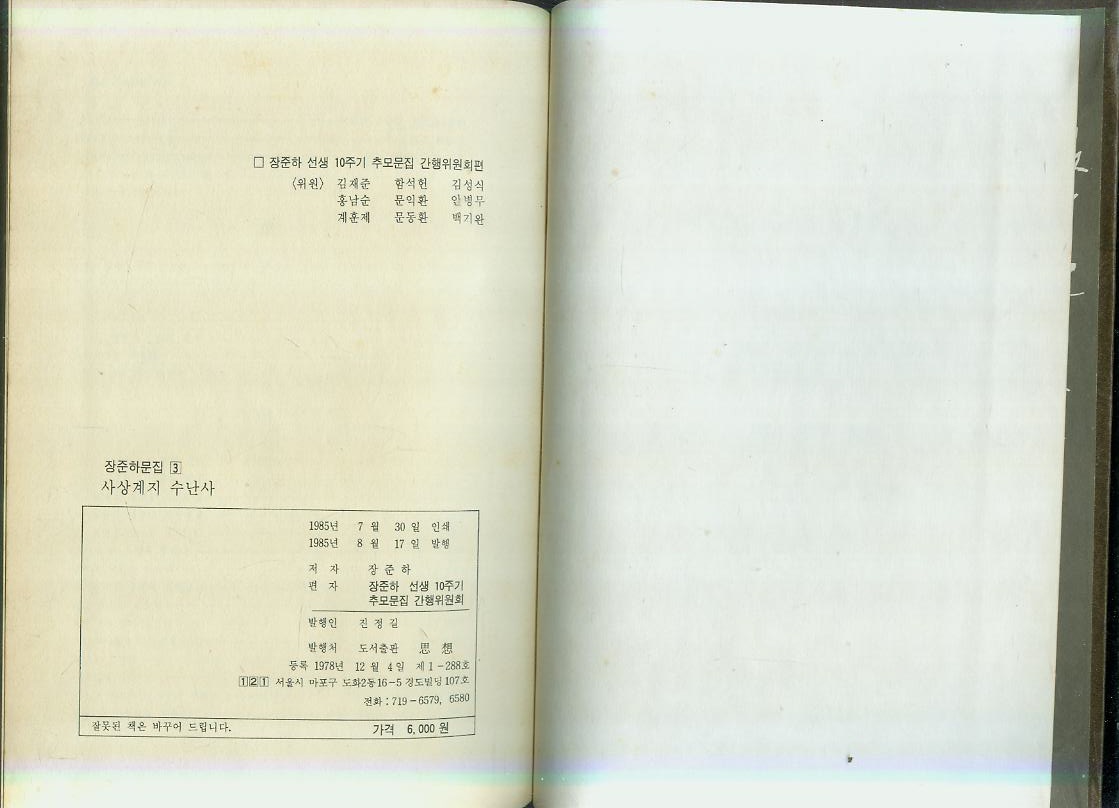 □ 장준하 선생 10주기 추모문집 간행위원회편
〈위원〉 김재준 함석헌 김성식
홍남순 문익환 안병무
계훈제 문동환 백기완
장준하문집 3
사상계지 수난사
1985년 7 월 30 일 인쇄
1985년 8 월 17 일 발행
저 자 장 준 하
편 자 장준하 선생 10주기
추모문집 간행위원회
발행인 진 정 길
발행처 도서출판 思 想
등록 1978년 12 월 4 일 제 1-288호
121 서울시 마포구 도화2동 16-5 경도빌딩 107호
전화 : 719-6579, 6580
잘못된 책은 바꾸어 드립니다. 가격 6,000 원